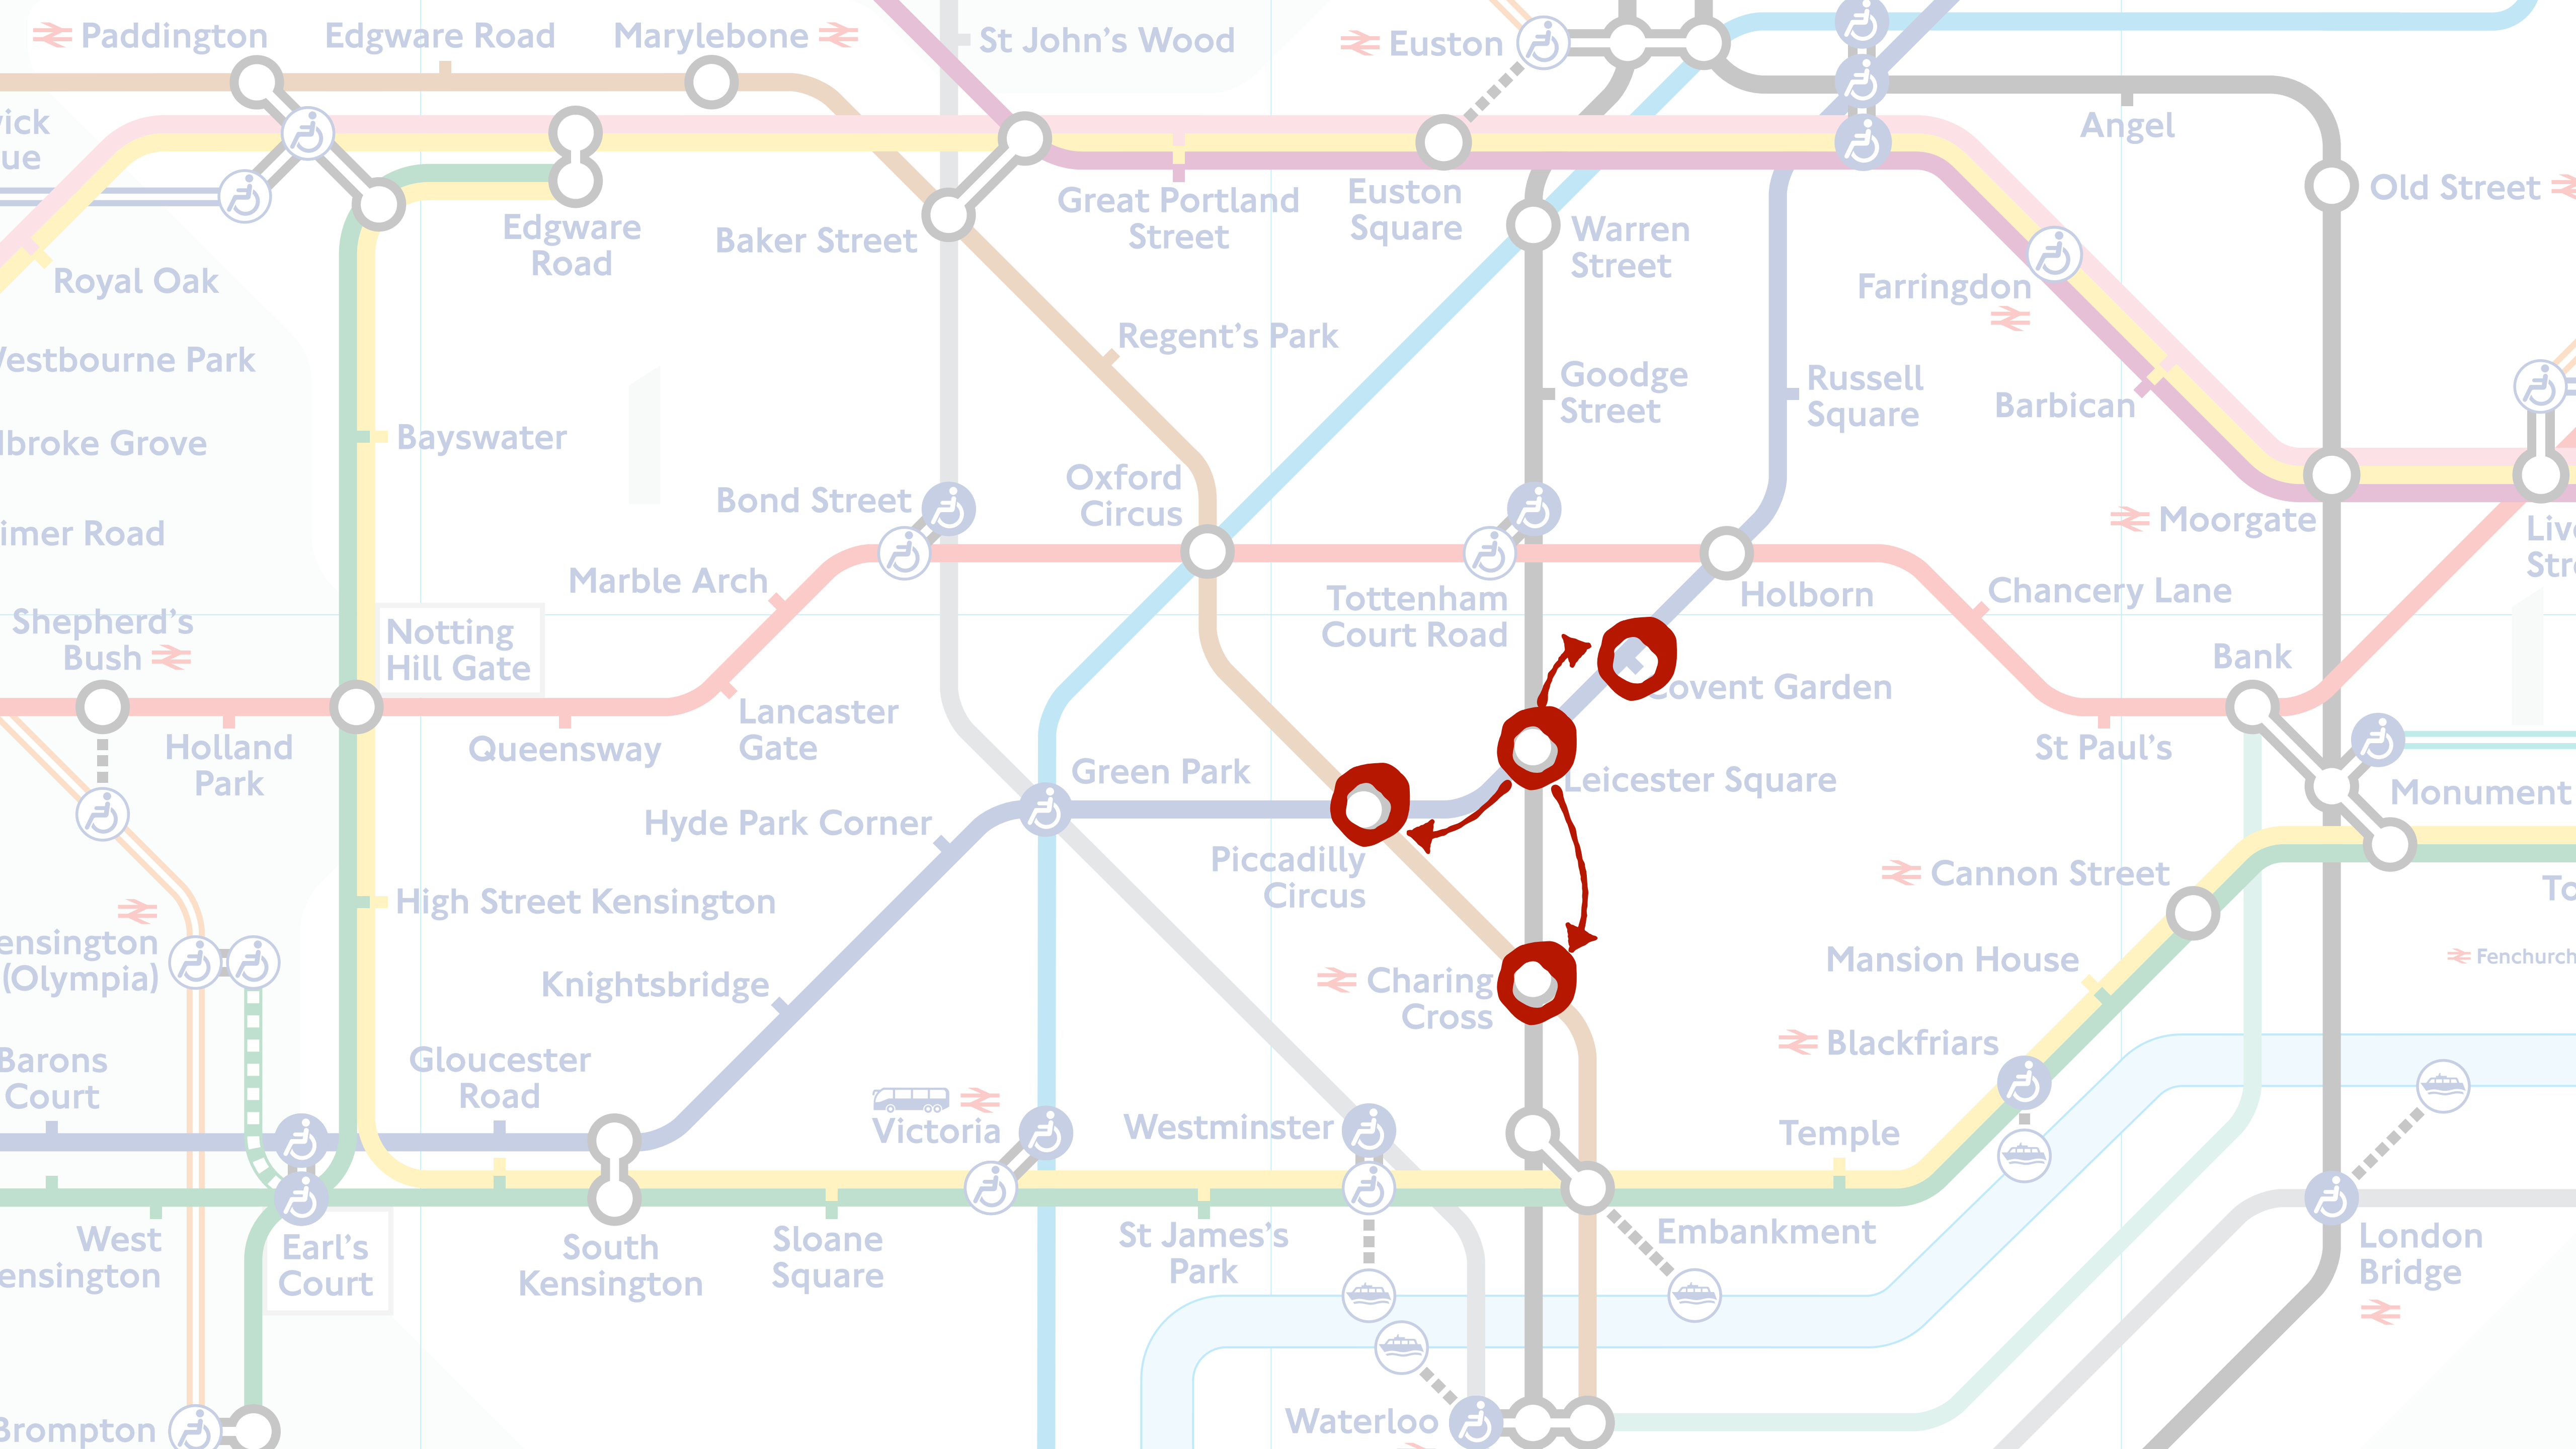 Paddington
Edgware Road
Marylebone
St John's Wood
Euston
Angel
Old Street
Edgware
Road
Baker Street
Great Portland
Street
Euston
Square
Warren
Street
Farringdon
Royal Oak
Regent's Park
Goodge
Street
Russell
Square
Barbican
Westbourne Park
Bayswater
lbroke Grove
imer Road
Bond Street
Oxford
Circus
Moorgate
Marble Arch
Tottenham
Court Road
Holborn
Chancery Lane
Shepherd's
Bush
Notting
Hill Gate
Holland
Park
Queensway
Lancaster
Gate
Covent Garden
Bank
St Paul's
Green Park
Leicester Square
Monument
Hyde Park Corner
Piccadilly
Circus
Cannon Street
High Street Kensington
ensington
(Olympia)
Knightsbridge
Charing
Cross
Mansion House
Fenchurch
Blackfriars
Barons
Court
Gloucester
Road
Victoria
Westminster
Temple
West
ensington
Earl's
Court
South
Kensington
Sloane
Square
St James's
Park
Embankment
London
Bridge
Brompton
Waterloo